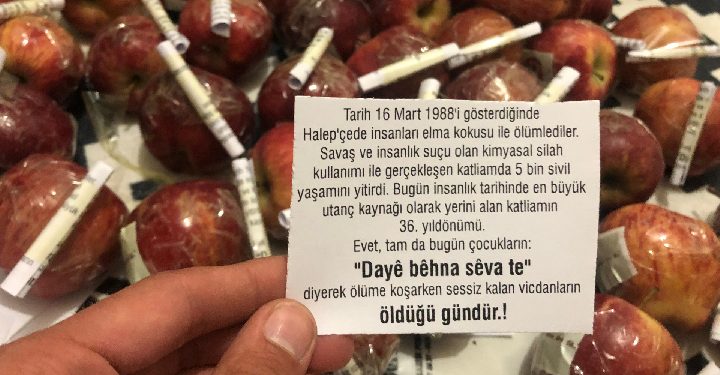 Tarih 16 Mart 1988'i gösterdiğinde
Halep'çede insanları elma kokusu ile ölümlediler.
Savaş ve insanlık suçu olan kimyasal silah
kullanımı ile gerçekleşen katliamda 5 bin sivil
yaşamını yitirdi. Bugün insanlık tarihinde en büyük
utanç kaynağı olarak yerini alan katliamın
36. yıldönümü.
Evet, tam da bugün çocukların:
"Dayê bêhna sêva te"
diyerek ölüme koşarken sessiz kalan vicdanların
öldüğü gündür.!